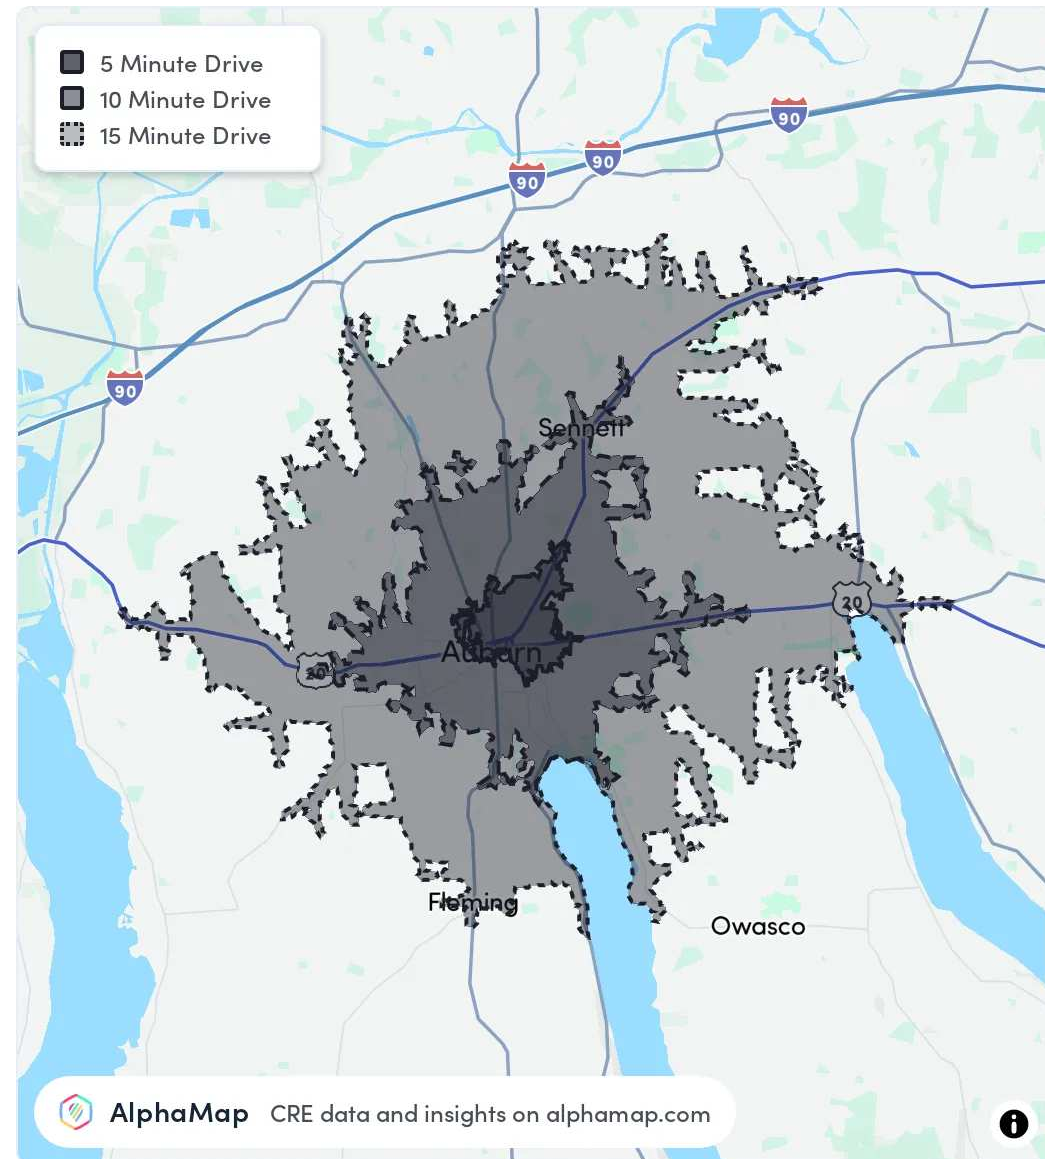 5 Minute Drive
10 Minute Drive
15 Minute Drive
90
90
90
90
Sennett
20
Auburn
20
Fleming
Owasco
AlphaMap CRE data and insights on alphamap.com
i